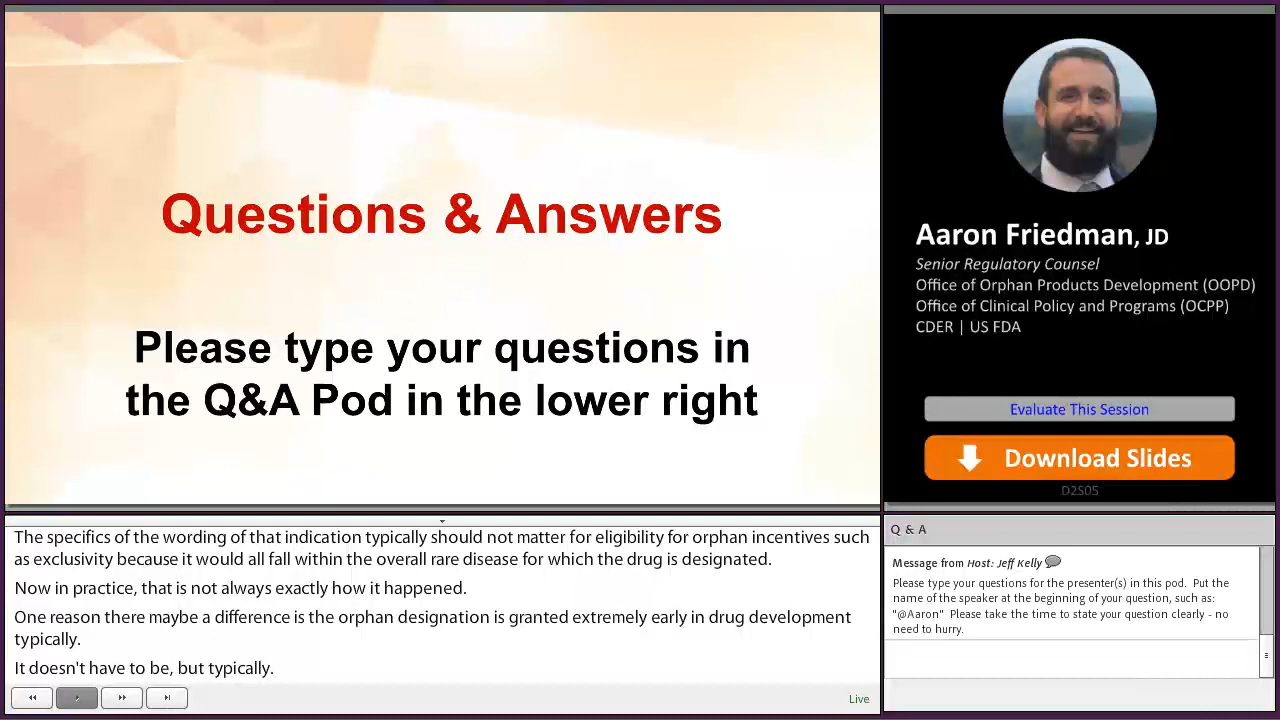 Questions & Answers
Please type your questions in
the Q&A Pod in the lower right
Aaron Friedman, JD
Senior Regulatory Counsel
Office of Orphan Products Development (OOPD)
Office of Clinical Policy and Programs (OCPP)
CDER | US FDA
Evaluate This Session
Download Slides
D2S05
The specifics of the wording of that indication typically should not matter for eligibility for orphan incentives such
as exclusivity because it would all fall within the overall rare disease for which the drug is designated.
Now in practice, that is not always exactly how it happened.
One reason there maybe a difference is the orphan designation is granted extremely early in drug development
typically.
It doesn't have to be, but typically.
Live
Q & A
Message from Host: Jeff Kelly
Please type your questions for the presenter(s) in this pod. Put the
name of the speaker at the beginning of your question, such as:
"@Aaron" Please take the time to state your question clearly - no
need to hurry.